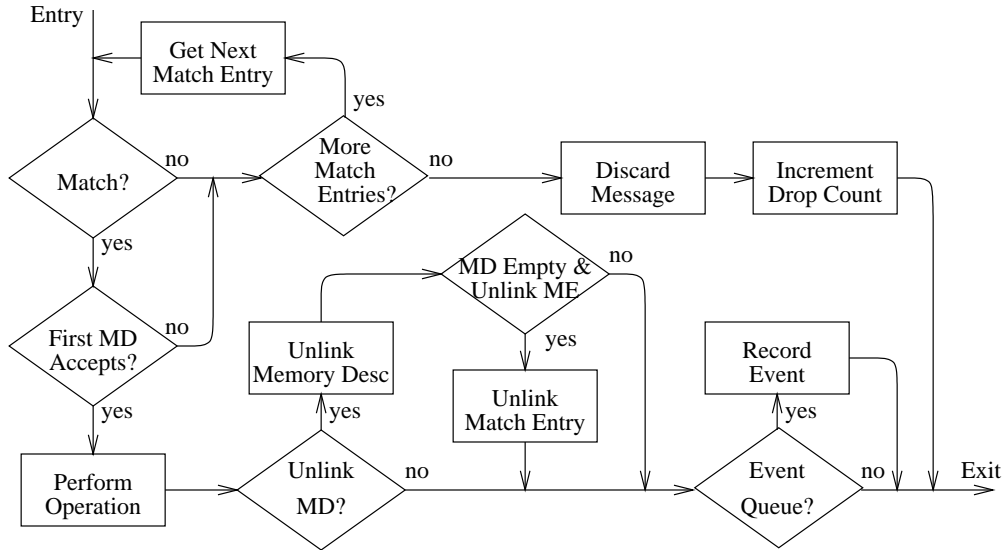 Entry
Get Next
Match Entry
yes
Match?
no
More
Match
Entries?
no
Discard
Message
Increment
Drop Count
yes
MD Empty &
Unlink ME
no
First MD
Accepts?
no
Unlink
Memory Desc
yes
Record
Event
yes
yes
Unlink
Match Entry
yes
Perform
Operation
Unlink
MD?
no
Event
Queue?
no
Exit